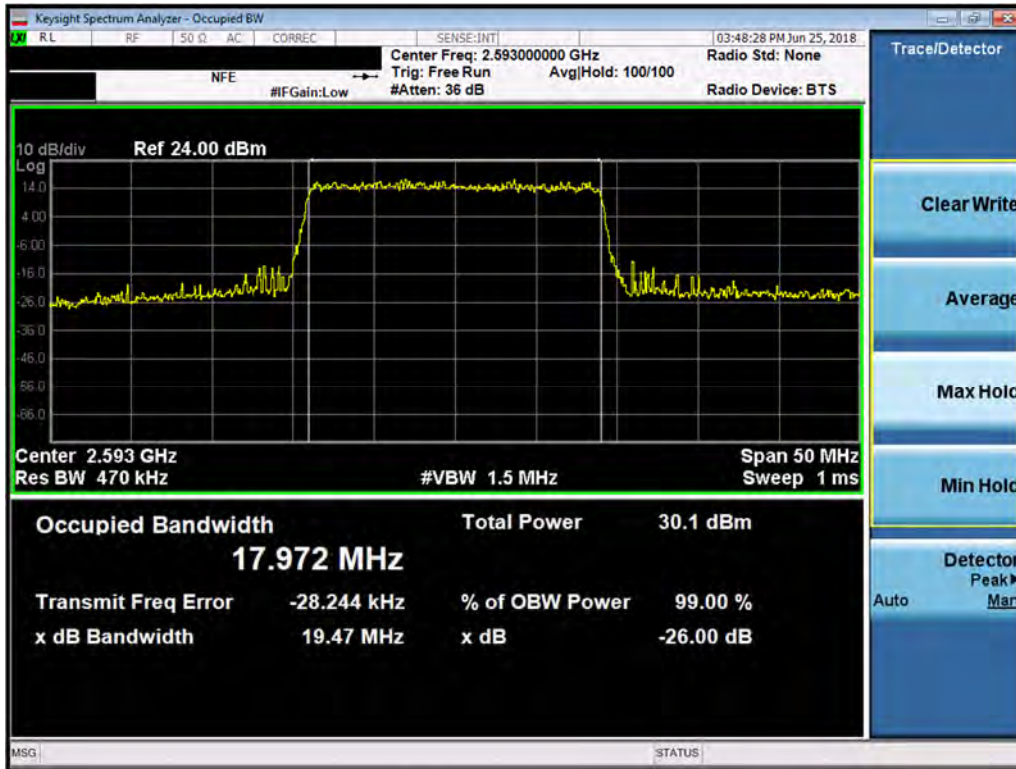 Keysight Spectrum Analyzer - Occupied BW
LXI RL RF 50 Ω AC CORREC SENSE:INT 03:48:28 PM Jun 25, 2018
Center Freq: 2.593000000 GHz Radio Std: None
NFE Trig: Free Run Avg|Hold: 100/100
#IFGain:Low #Atten: 36 dB Radio Device: BTS
10 dB/div Ref 24.00 dBm
Log
14.0
4.00
-6.00
-16.0
-26.0
-36.0
-46.0
-56.0
-66.0
Center 2.593 GHz Span 50 MHz
Res BW 470 kHz #VBW 1.5 MHz Sweep 1 ms
Occupied Bandwidth Total Power 30.1 dBm
17.972 MHz
Transmit Freq Error -28.244 kHz % of OBW Power 99.00 %
x dB Bandwidth 19.47 MHz x dB -26.00 dB
MSG STATUS
Trace/Detector
Clear Write
Average
Max Hold
Min Hold
Detector
Peak
Auto Man